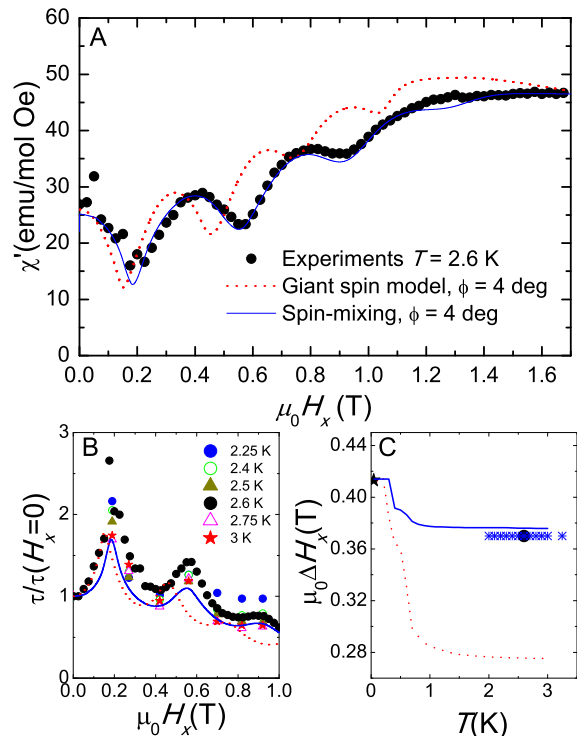 A
χ'(emu/mol Oe)
60
50
40
30
20
10
0
Experiments T = 2.6 K
Giant spin model, ϕ = 4 deg
Spin-mixing, ϕ = 4 deg
0.0 0.2 0.4 0.6 0.8 1.0 1.2 1.4 1.6
μ0Hx(T)
B
τ/τ(Hx=0)
3
2
1
0
2.25 K
2.4 K
2.5 K
2.6 K
2.75 K
3 K
0.0 0.2 0.4 0.6 0.8 1.0
μ0Hx(T)
C
μ0ΔHx(T)
0.44
0.40
0.36
0.32
0.28
0 1 2 3
T(K)